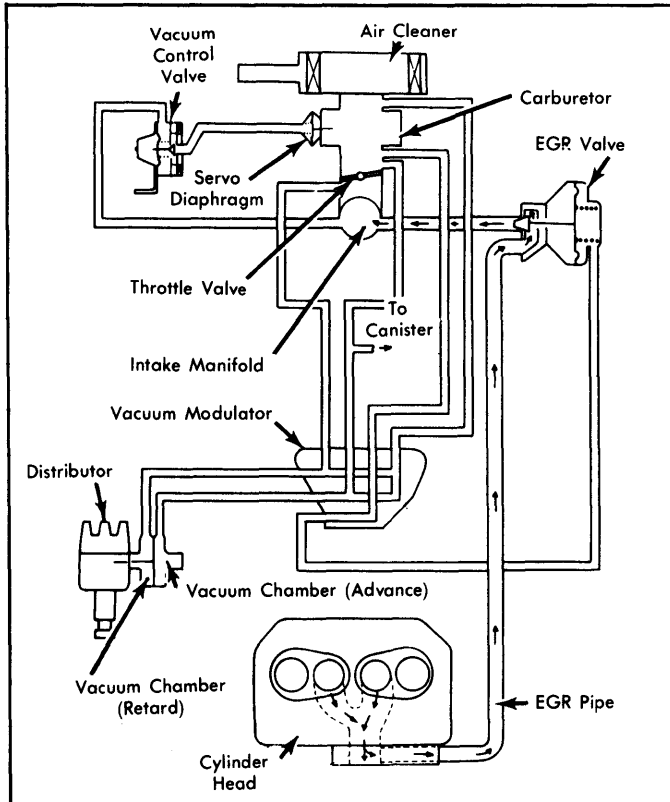 Vacuum
Control
Valve
Air Cleaner
Carburetor
EGR Valve
Servo
Diaphragm
Throttle Valve
To
Canister
Intake Manifold
Vacuum Modulator
Distributor
Vacuum Chamber (Advance)
Vacuum Chamber
(Retard)
EGR Pipe
Cylinder
Head